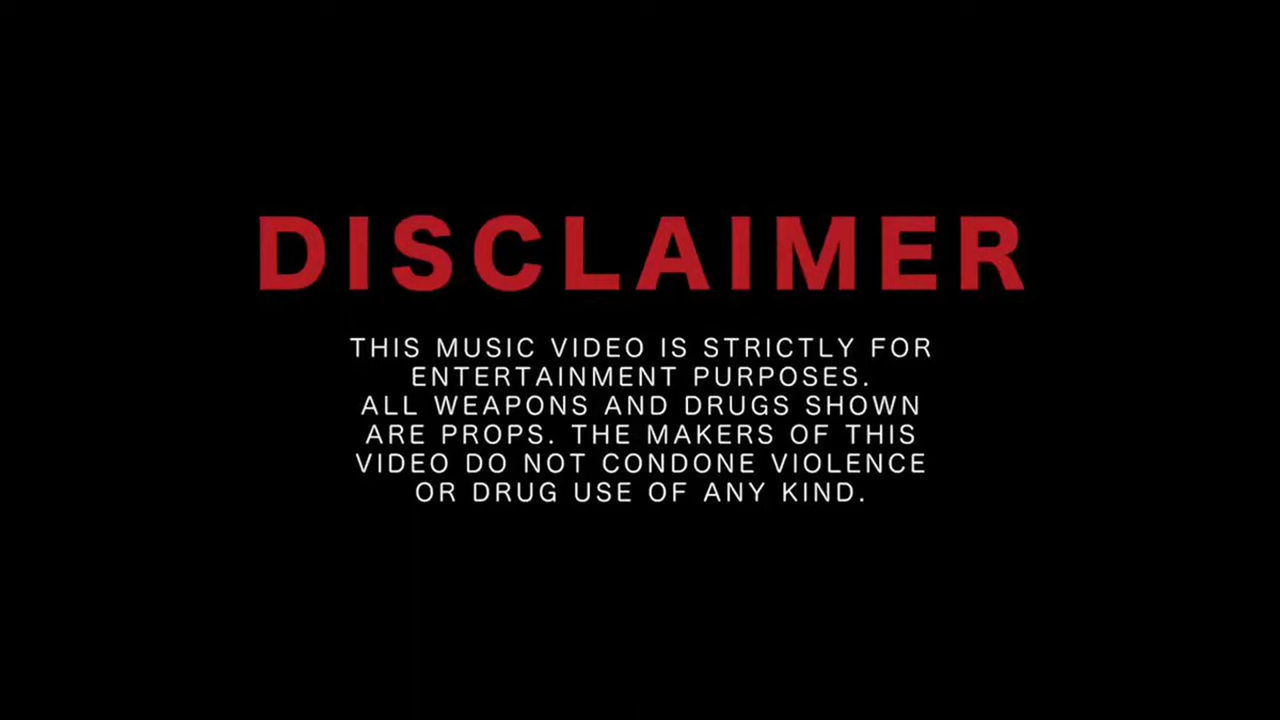 DISCLAIMER
THIS MUSIC VIDEO IS STRICTLY FOR
ENTERTAINMENT PURPOSES.
ALL WEAPONS AND DRUGS SHOWN
ARE PROPS. THE MAKERS OF THIS
VIDEO DO NOT CONDONE VIOLENCE
OR DRUG USE OF ANY KIND.